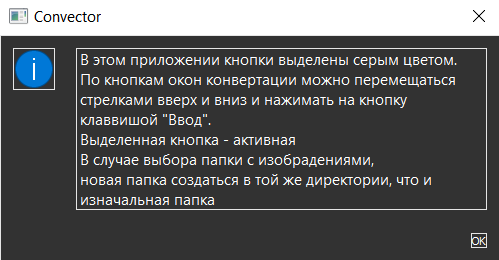 Convector
В этом приложении кнопки выделены серым цветом.
По кнопкам окон конвертации можно перемещаться
стрелками вверх и вниз и нажимать на кнопку
клавишой "Ввод".
Выделенная кнопка - активная
В случае выбора папки с изобрадениями,
новая папка создаться в той же директории, что и
изначальная папка
OK